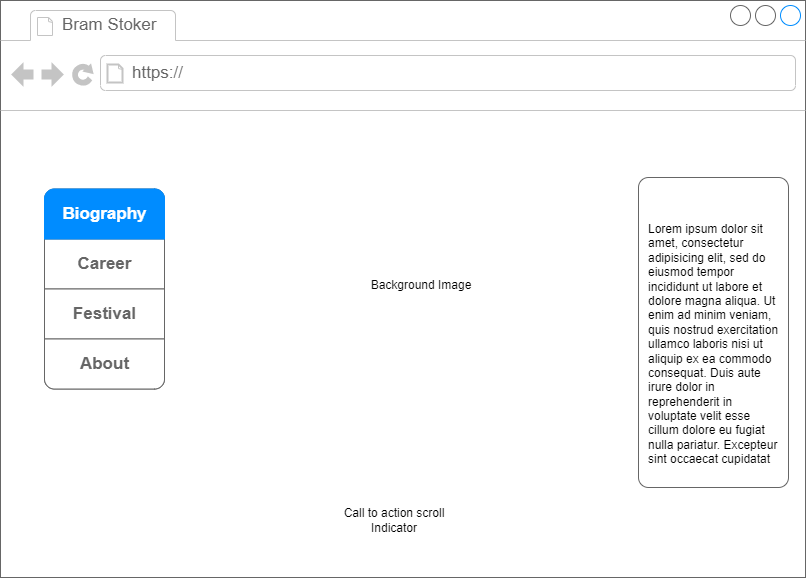 Bram Stoker
https://
Biography
Career
Festival
About
Background Image
Lorem ipsum dolor sit
amet, consectetur
adipisicing elit, sed do
eiusmod tempor
incididunt ut labore et
dolore magna aliqua. Ut
enim ad minim veniam,
quis nostrud exercitation
ullamco laboris nisi ut
aliquip ex ea commodo
consequat. Duis aute
irure dolor in
reprehenderit in
voluptate velit esse
cillum dolore eu fugiat
nulla pariatur. Excepteur
sint occaecat cupidatat
Call to action scroll
Indicator